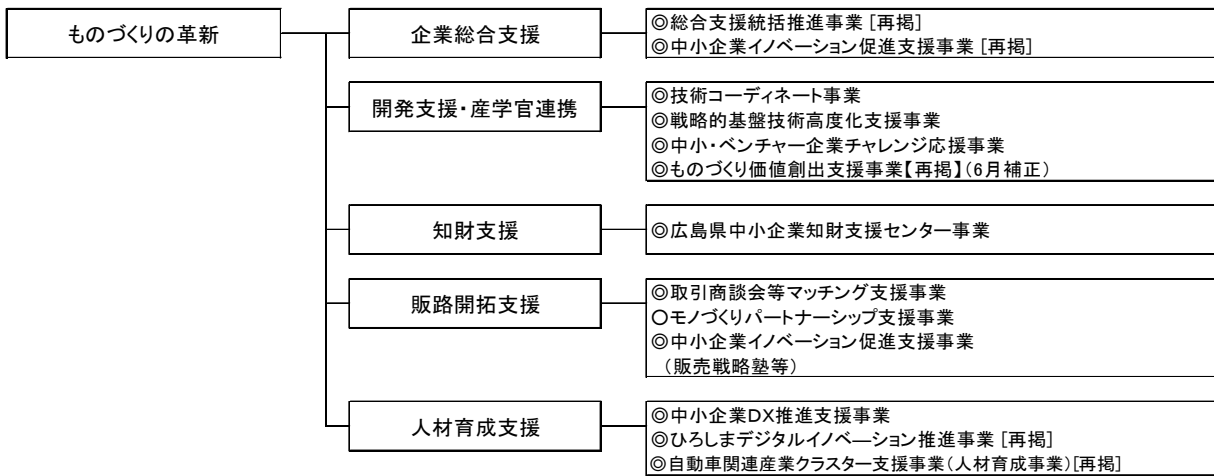 ものづくりの革新
企業総合支援
◎総合支援統括推進事業 [再掲]
◎中小企業イノベーション促進支援事業 [再掲]
開発支援・産学官連携
◎技術コーディネート事業
◎戦略的基盤技術高度化支援事業
◎中小・ベンチャー企業チャレンジ応援事業
◎ものづくり価値創出支援事業【再掲】(6月補正)
知財支援
◎広島県中小企業知財支援センター事業
販路開拓支援
◎取引商談会等マッチング支援事業
○モノづくりパートナーシップ支援事業
◎中小企業イノベーション促進支援事業
(販売戦略塾等)
人材育成支援
◎中小企業DX推進支援事業
◎ひろしまデジタルイノベ―ション推進事業 [再掲]
◎自動車関連産業クラスター支援事業(人材育成事業)[再掲]